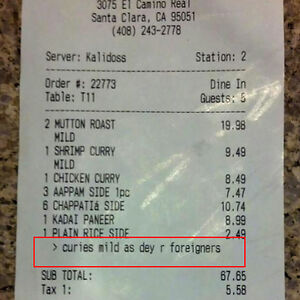 3075 El Camino Real
Santa Clara, CA 95051
(408) 243-2778
Server: Kalidoss Station: 2
Order #: 22773 Dine In
Table: T11 Guests: 5
2 MUTTON ROAST 19.98
MILD
1 SHRIMP CURRY 9.49
MILD
1 CHICKEN CURRY 8.49
3 AAPPAM SIDE 1pc 7.47
6 CHAPPATIâ SIDE 10.74
1 KADAI PANEER 8.99
1 PLAIN RICE SIDE 2.49
> curies mild as dey r foreigners
SUB TOTAL: 67.65
Tax 1: 5.58